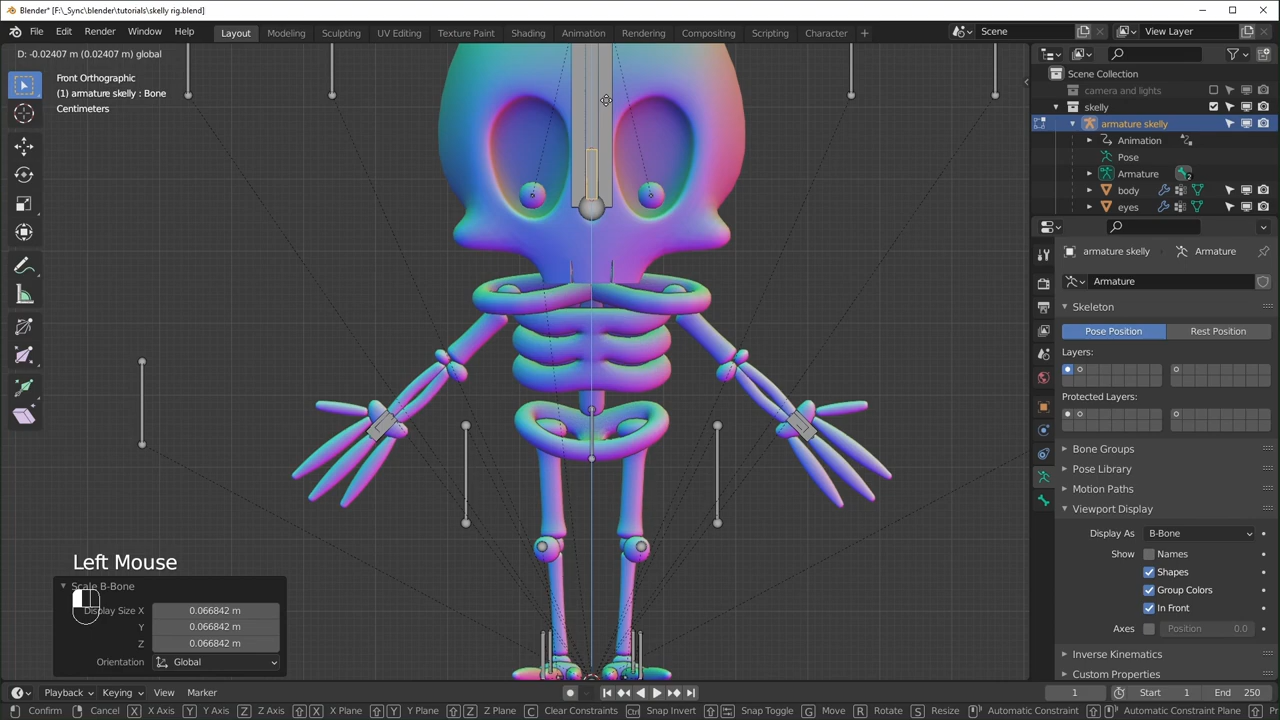 Blender* [F:\_Sync\blender\tutorials\skelly rig.blend]
File Edit Render Window Help Layout Modeling Sculpting UV Editing Texture Paint Shading Animation Rendering Compositing Scripting Character + Scene View Layer
D: -0.02407 m (0.02407 m) global
Front Orthographic
(1) armature skelly : Bone
Centimeters
Scene Collection
camera and lights
skelly
armature skelly
Animation
Pose
Armature
2
body
eyes
armature skelly
Armature
Armature
Skeleton
Pose Position
Rest Position
Layers:
Protected Layers:
Bone Groups
Pose Library
Motion Paths
Viewport Display
Display As B-Bone
Show Names
Shapes
Group Colors
In Front
Axes Position 0.0
Inverse Kinematics
Custom Properties
Left Mouse
Scale B-Bone
Display Size X 0.066842 m
Y 0.066842 m
Z 0.066842 m
Orientation Global
Playback Keying View Marker 1 Start 1 End 250
Confirm Cancel X X Axis Y Y Axis Z Z Axis X X Plane Y Y Plane Z Z Plane C Clear Constraints Ctrl Snap Invert Snap Toggle G Move R Rotate S Resize Automatic Constraint Automatic Constraint Plane